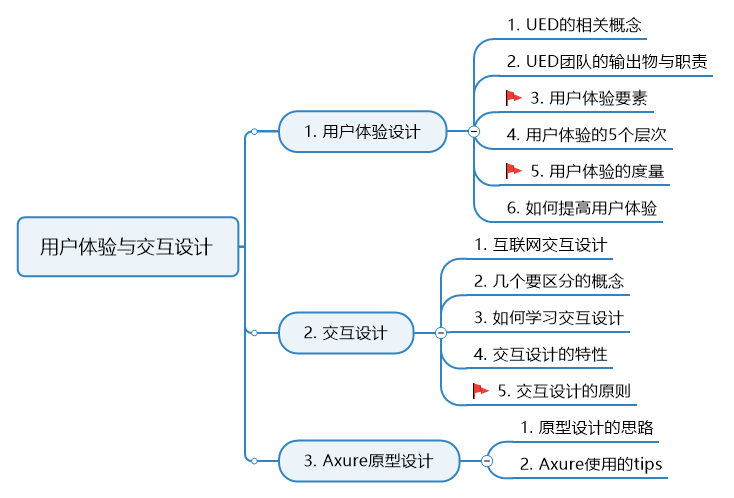 用户体验与交互设计
1. 用户体验设计
1. UED的相关概念
2. UED团队的输出物与职责
3. 用户体验要素
4. 用户体验的5个层次
5. 用户体验的度量
6. 如何提高用户体验
2. 交互设计
1. 互联网交互设计
2. 几个要区分的概念
3. 如何学习交互设计
4. 交互设计的特性
5. 交互设计的原则
3. Axure原型设计
1. 原型设计的思路
2. Axure使用的tips